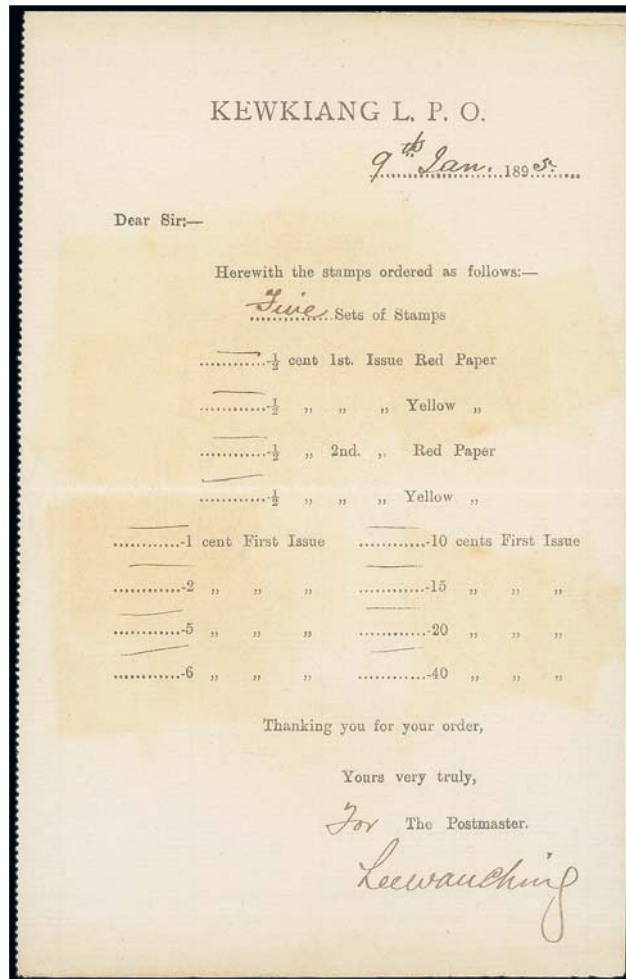 KEWKIANG L. P. O.
9th Jan. 1895.
Dear Sir:—
Herewith the stamps ordered as follows:—
Five Sets of Stamps
............-½ cent 1st. Issue Red Paper
............-½ „ „ „ Yellow „
............-½ „ 2nd. „ Red Paper
............-½ „ „ „ Yellow „
............-1 cent First Issue ............-10 cents First Issue
............-2 „ „ „ ............-15 „ „ „
............-5 „ „ „ ............-20 „ „ „
............-6 „ „ „ ............-40 „ „ „
Thanking you for your order,
Yours very truly,
For The Postmaster.
Leewanching